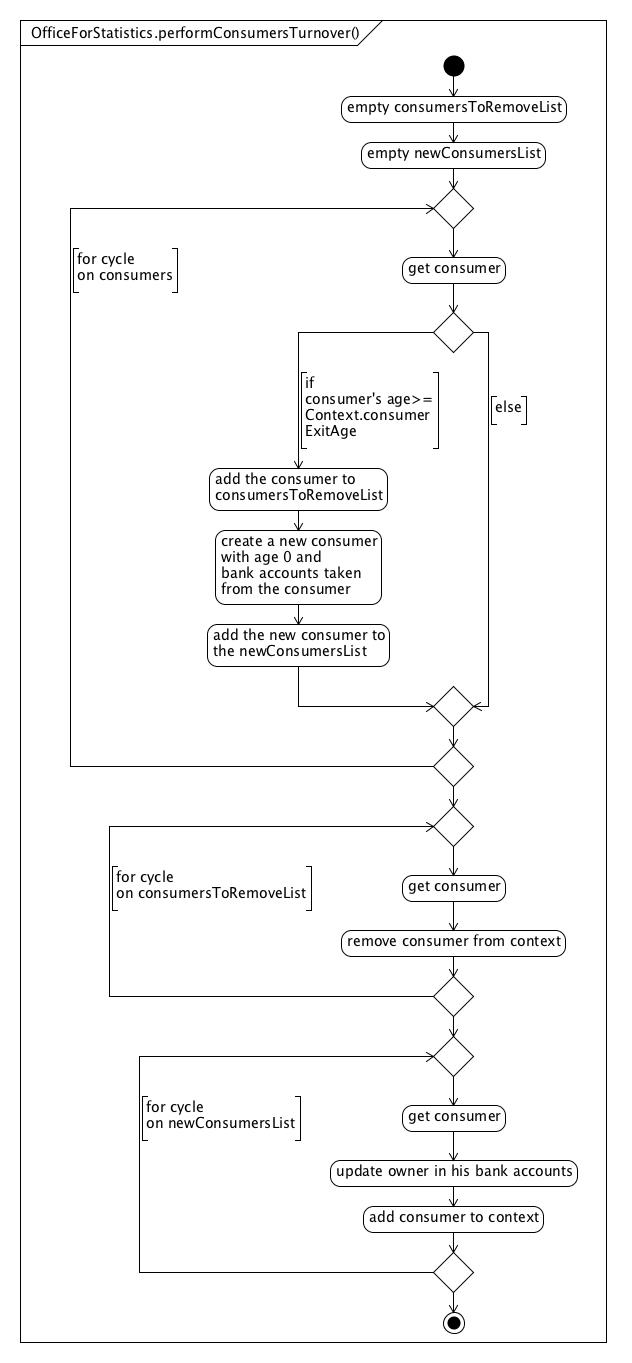 OfficeForStatistics.performConsumersTurnover()
empty consumersToRemoveList
empty newConsumersList
for cycle
on consumers
get consumer
if
consumer's age>=
Context.consumer
ExitAge
else
add the consumer to
consumersToRemoveList
create a new consumer
with age 0 and
bank accounts taken
from the consumer
add the new consumer to
the newConsumersList
for cycle
on consumersToRemoveList
get consumer
remove consumer from context
for cycle
on newConsumersList
get consumer
update owner in his bank accounts
add consumer to context